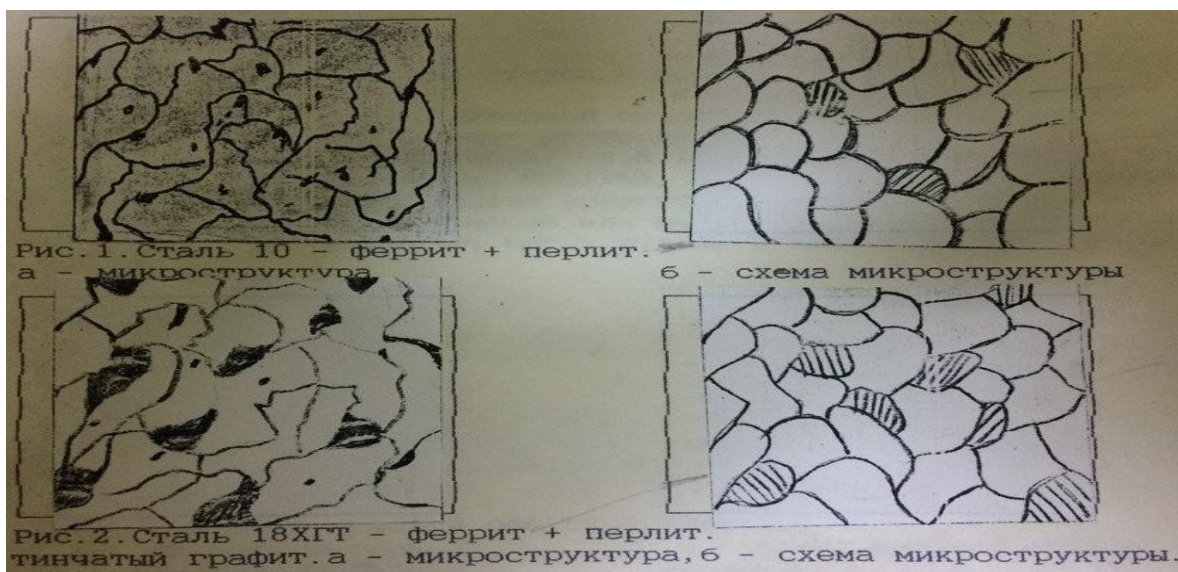 Рис.1.Сталь 10 - феррит + перлит.
а - микроструктура
б - схема микроструктуры
Рис.2.Сталь 18ХГТ - феррит + перлит.
тинчатый графит.а - микроструктура,б - схема микроструктуры.